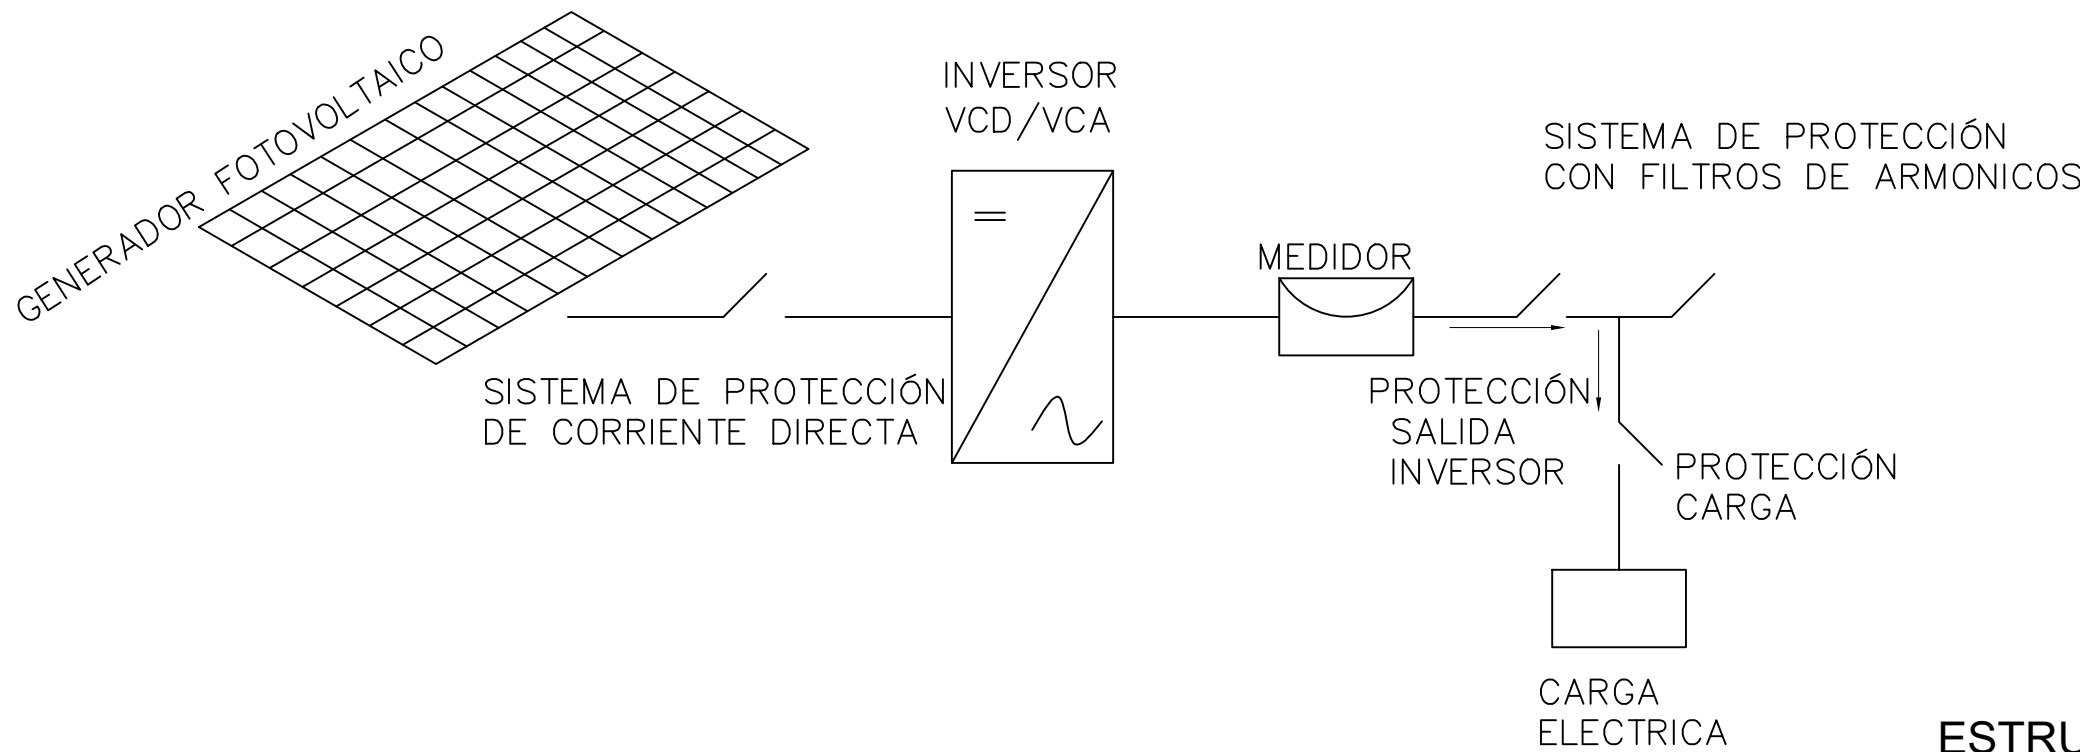 GENERADOR FOTOVOLTAICO
INVERSOR
VCD/VCA
SISTEMA DE PROTECCIÓN
CON FILTROS DE ARMONICOS
MEDIDOR
SISTEMA DE PROTECCIÓN
DE CORRIENTE DIRECTA
PROTECCIÓN
SALIDA
INVERSOR
PROTECCIÓN
CARGA
CARGA
ELECTRICA